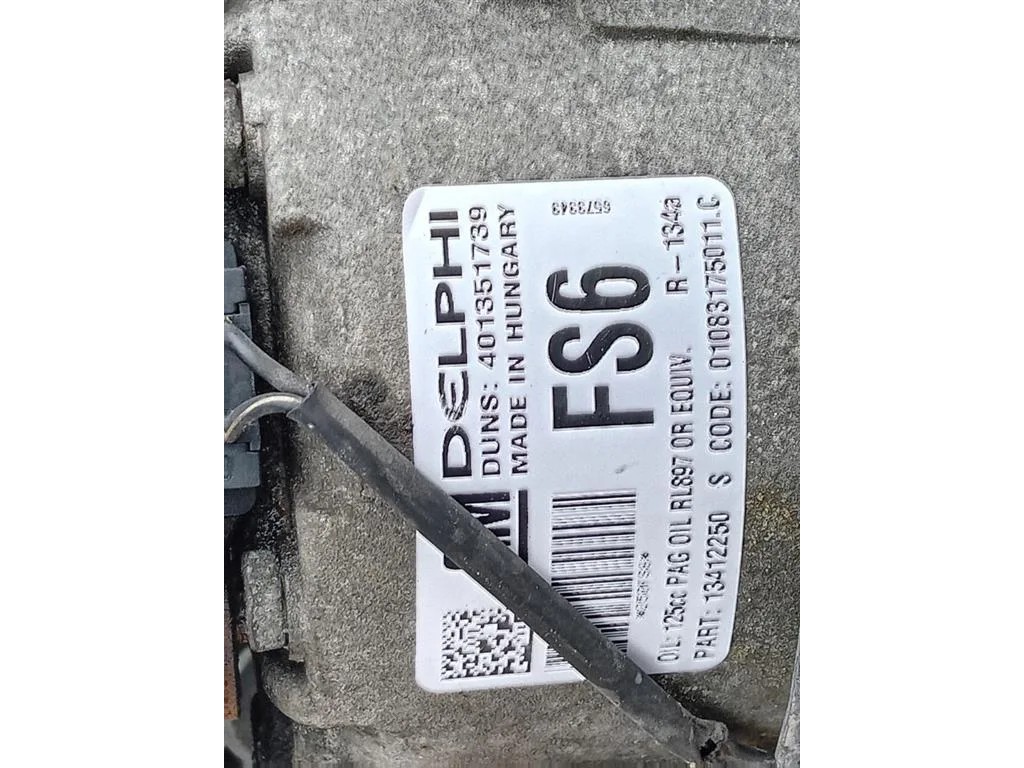 DELPHI
DUNS: 401351739
MADE IN HUNGARY
6573343
FS6
R-134a
OIL: 125cc PAG OIL RL897 OR EQUIV.
PART: 13412250 S CODE: 01083175011.C